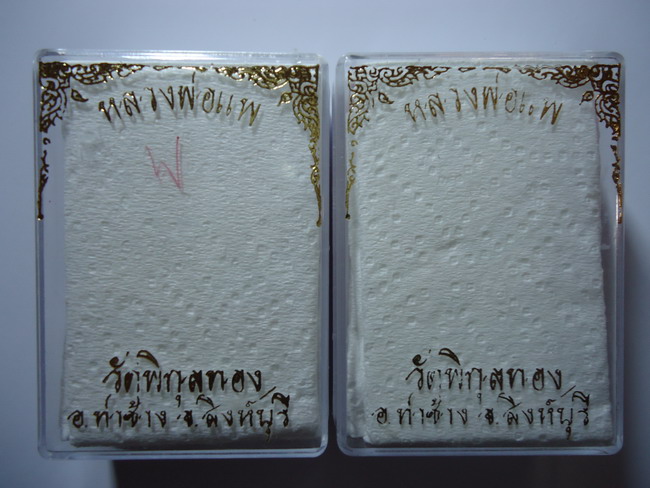 หลวงพ่อแพ
พ
วัดพิกุลทอง
อ.ท่าช้าง จ.สิงห์บุรี
หลวงพ่อแพ
วัดพิกุลทอง
อ.ท่าช้าง จ.สิงห์บุรี